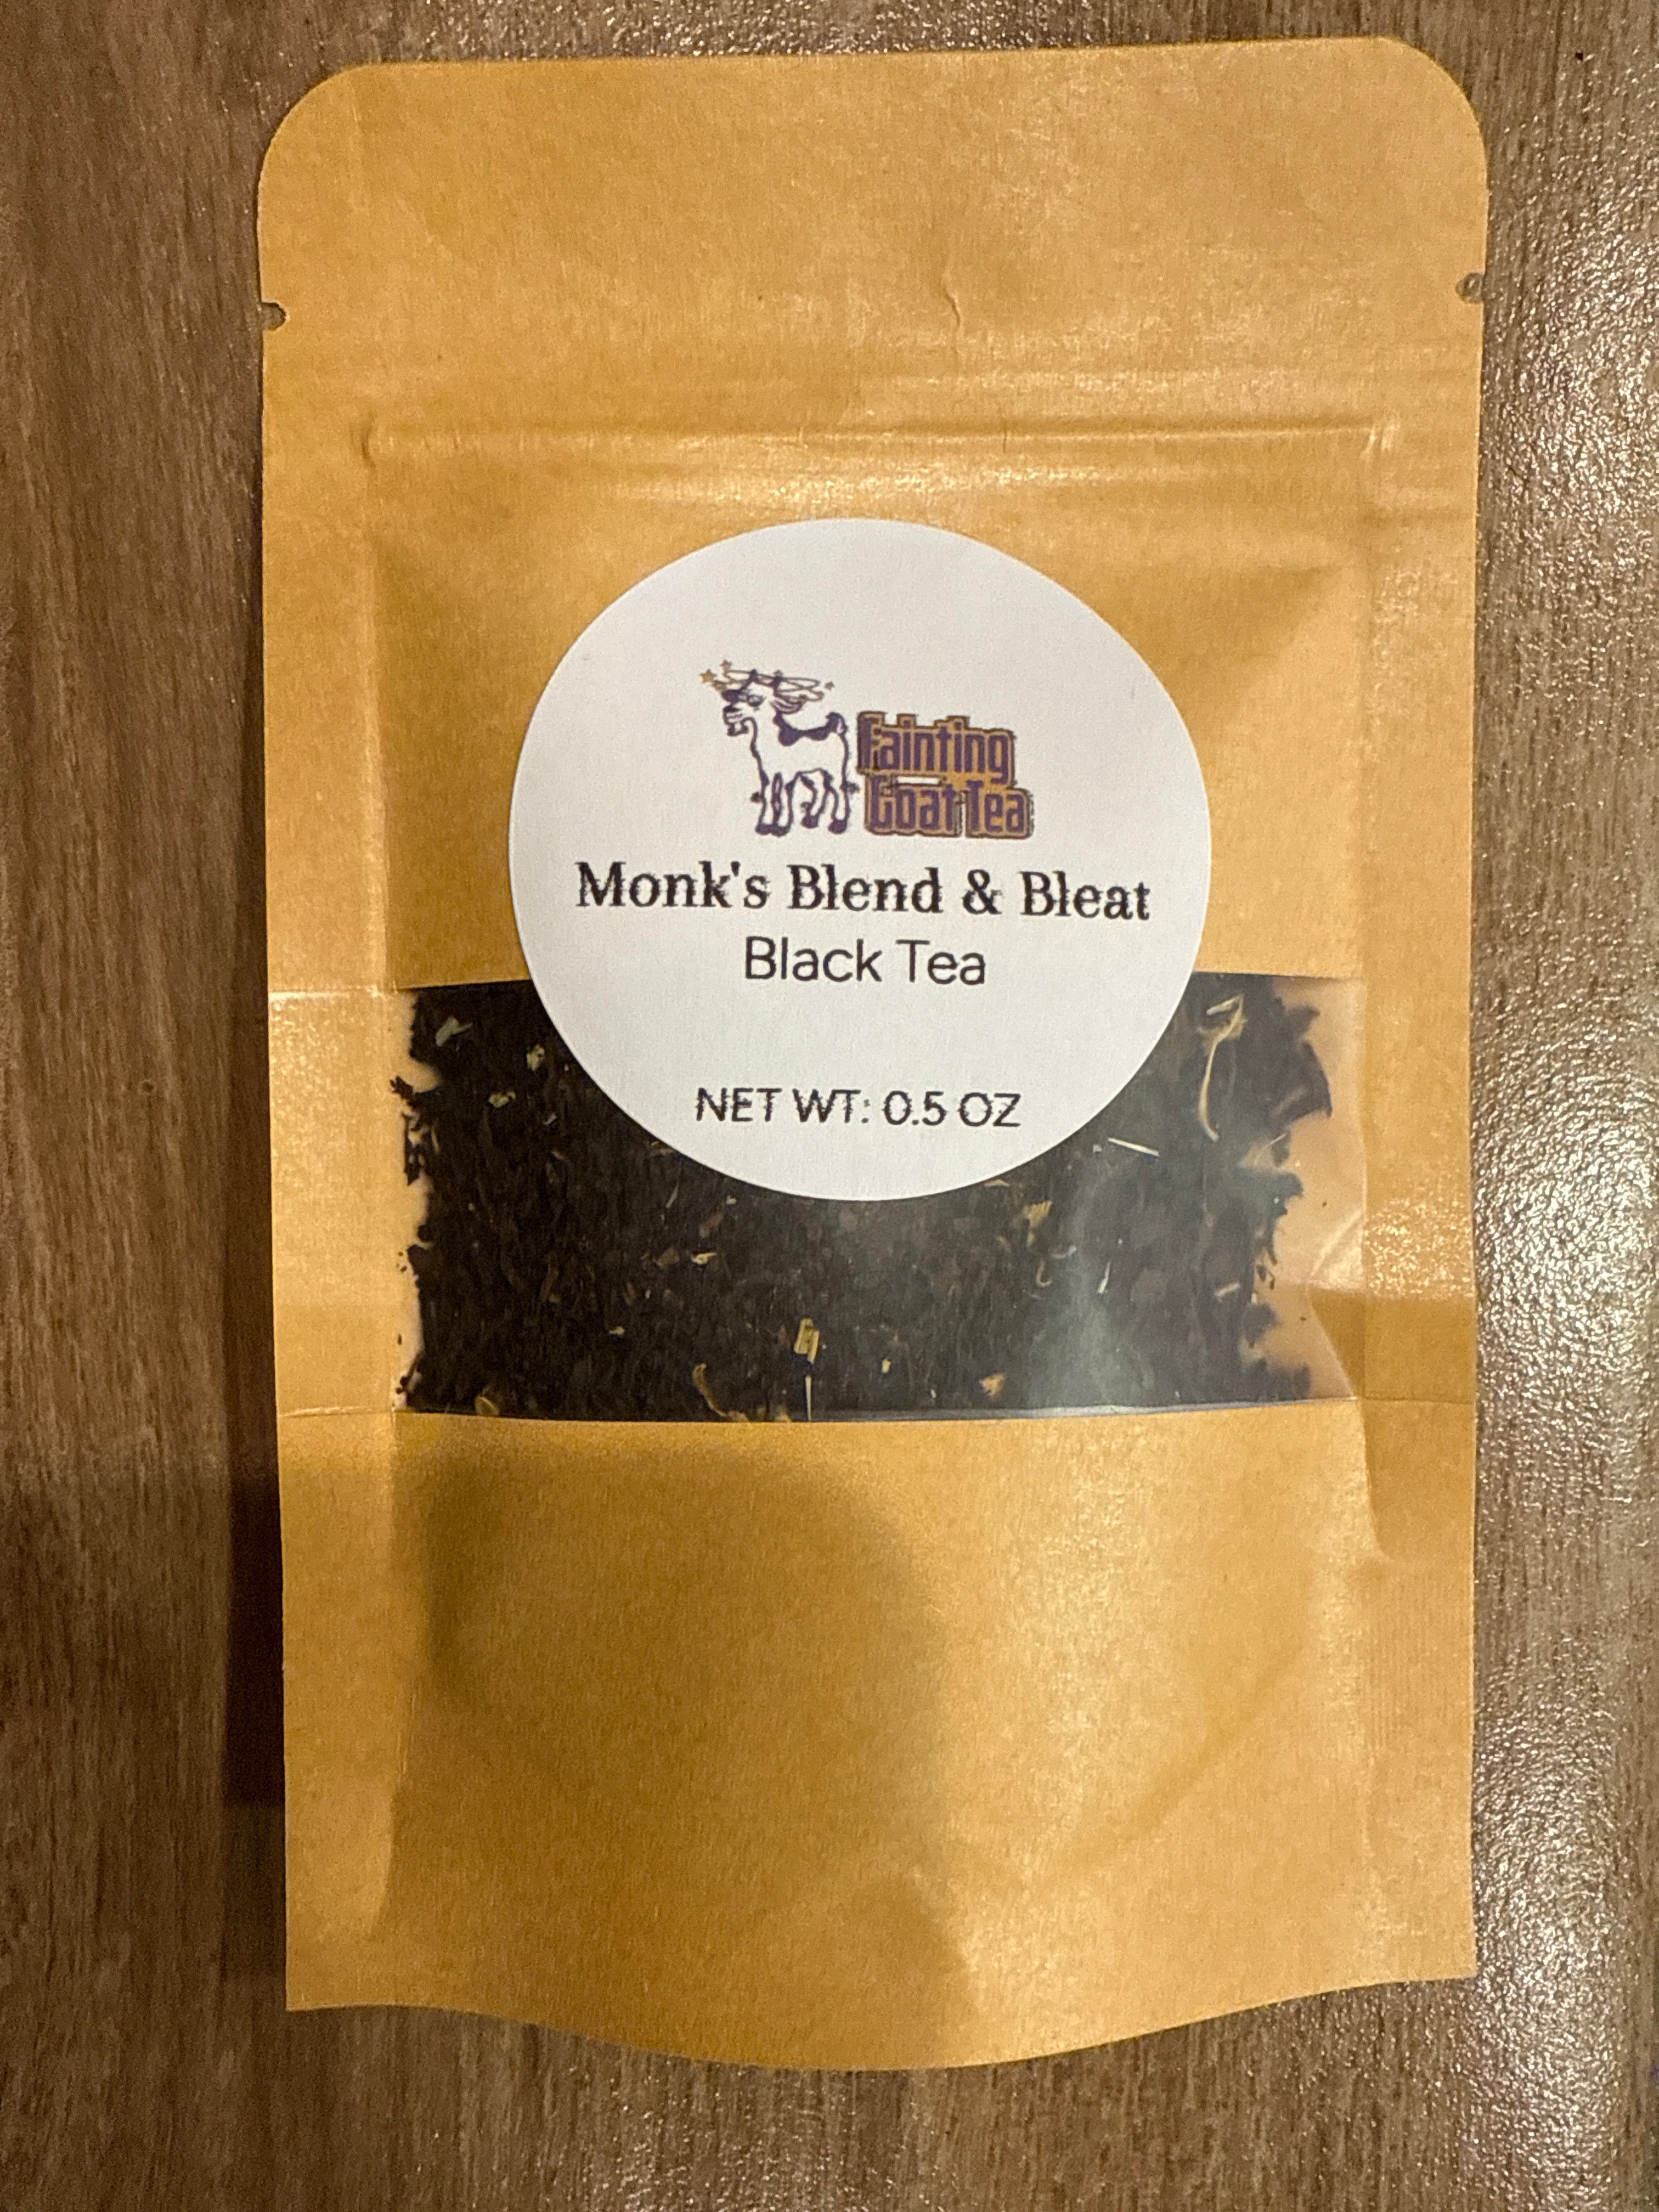 Fainting
Goat Tea
Monk's Blend & Bleat
Black Tea
NET WT: 0.5 OZ